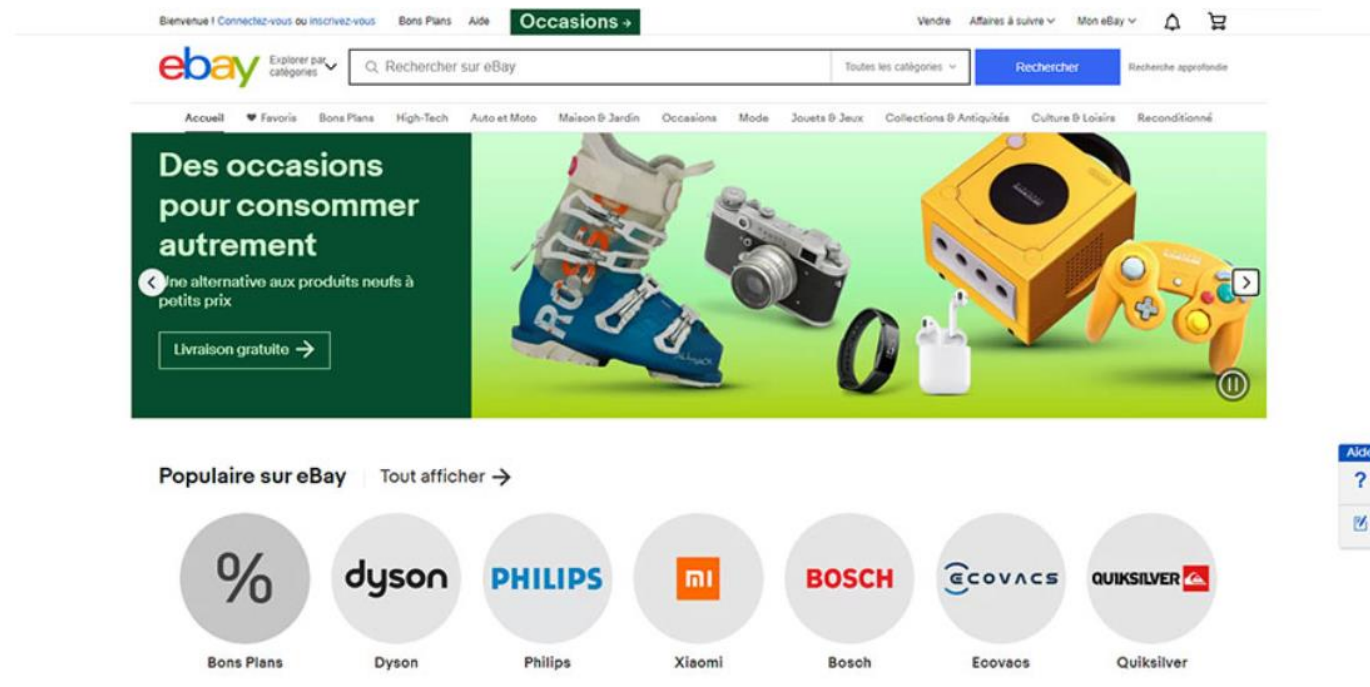 Bienvenue ! Connectez-vous ou inscrivez-vous Bons Plans Aide Occasions → Vendre Affaires à suivre Mon eBay
ebay Explorer par catégories Rechercher sur eBay Toutes les catégories Rechercher Recherche approfondie
Accueil ♥ Favoris Bons Plans High-Tech Auto et Moto Maison & Jardin Occasions Mode Jouets & Jeux Collections & Antiquités Culture & Loisirs Reconditionné
Des occasions
pour consommer
autrement
Une alternative aux produits neufs à
petits prix
Livraison gratuite →
ROSS
Populaire sur eBay Tout afficher →
Aide
?
% dyson PHILIPS mi BOSCH ECOVACS QUIKSILVER
Bons Plans Dyson Philips Xiaomi Bosch Ecovacs Quiksilver